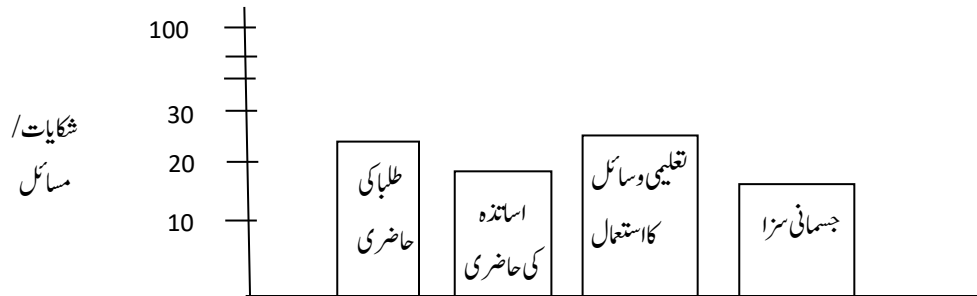 100
30
20
10
شکایات/
مسائل
طلبا کی
حاضری
اساتذہ
کی حاضری
تعلیمی وسائل
کا استعمال
جسمانی سزا